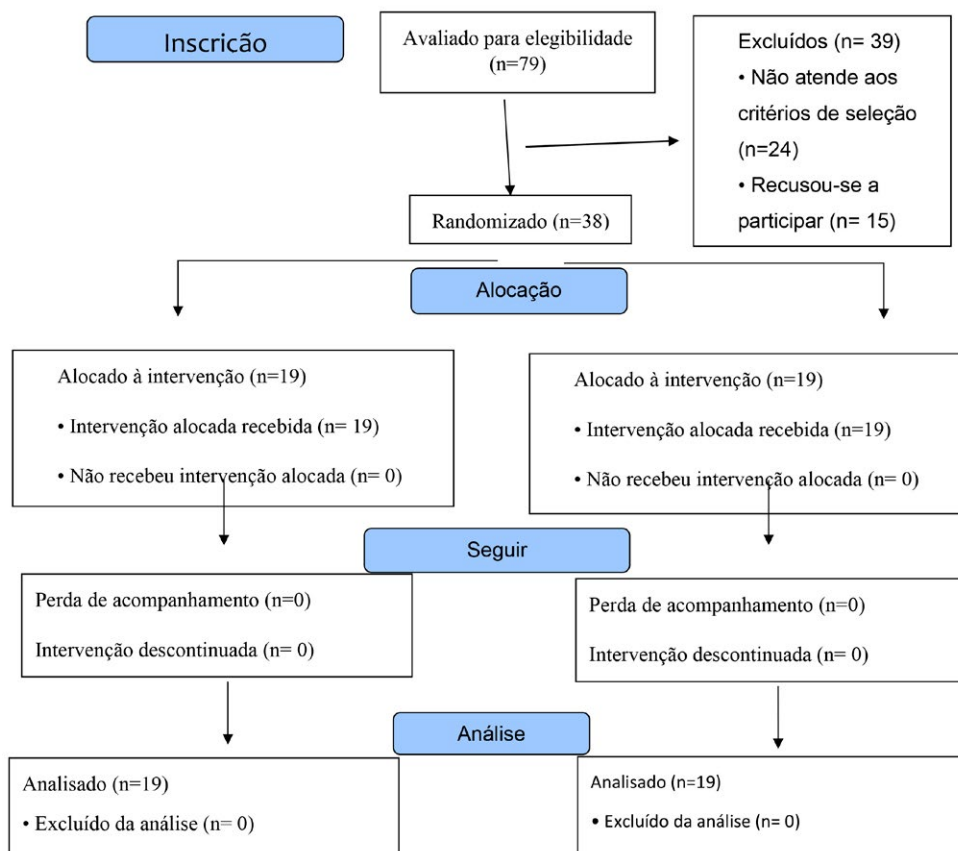 Inscricão
Avaliado para elegibilidade
(n=79)
Excluídos (n= 39)
• Não atende aos
critérios de seleção
(n=24)
• Recusou-se a
participar (n= 15)
Randomizado (n=38)
Alocação
Alocado à intervenção (n=19)
• Intervenção alocada recebida (n= 19)
• Não recebeu intervenção alocada (n= 0)
Alocado à intervenção (n=19)
• Intervenção alocada recebida (n=19)
• Não recebeu intervenção alocada (n= 0)
Seguir
Perda de acompanhamento (n=0)
Intervenção descontinuada (n= 0)
Perda de acompanhamento (n=0)
Intervenção descontinuada (n= 0)
Análise
Analisado (n=19)
• Excluído da análise (n= 0)
Analisado (n=19)
• Excluído da análise (n= 0)